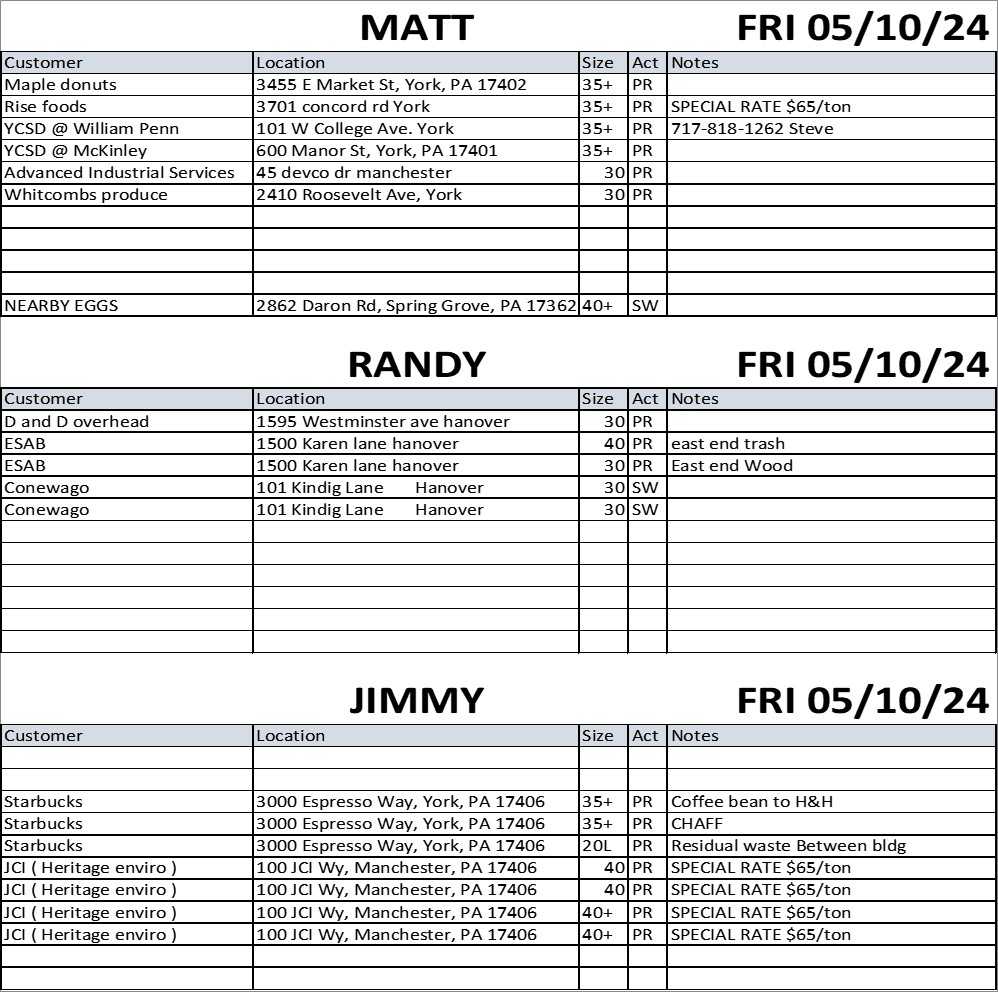 MATT FRI 05/10/24
Customer Location Size Act Notes
Maple donuts 3455 E Market St, York, PA 17402 35+ PR
Rise foods 3701 concord rd York 35+ PR SPECIAL RATE $65/ton
YCSD @ William Penn 101 W College Ave. York 35+ PR 717-818-1262 Steve
YCSD @ McKinley 600 Manor St, York, PA 17401 35+ PR
Advanced Industrial Services 45 devco dr manchester 30 PR
Whitcombs produce 2410 Roosevelt Ave, York 30 PR
NEARBY EGGS 2862 Daron Rd, Spring Grove, PA 17362 40+ SW
RANDY FRI 05/10/24
Customer Location Size Act Notes
D and D overhead 1595 Westminster ave hanover 30 PR
ESAB 1500 Karen lane hanover 40 PR east end trash
ESAB 1500 Karen lane hanover 30 PR East end Wood
Conewago 101 Kindig Lane Hanover 30 SW
Conewago 101 Kindig Lane Hanover 30 SW
JIMMY FRI 05/10/24
Customer Location Size Act Notes
Starbucks 3000 Espresso Way, York, PA 17406 35+ PR Coffee bean to H&H
Starbucks 3000 Espresso Way, York, PA 17406 35+ PR CHAFF
Starbucks 3000 Espresso Way, York, PA 17406 20L PR Residual waste Between bldg
JCI ( Heritage enviro ) 100 JCI Wy, Manchester, PA 17406 40 PR SPECIAL RATE $65/ton
JCI ( Heritage enviro ) 100 JCI Wy, Manchester, PA 17406 40 PR SPECIAL RATE $65/ton
JCI ( Heritage enviro ) 100 JCI Wy, Manchester, PA 17406 40+ PR SPECIAL RATE $65/ton
JCI ( Heritage enviro ) 100 JCI Wy, Manchester, PA 17406 40+ PR SPECIAL RATE $65/ton